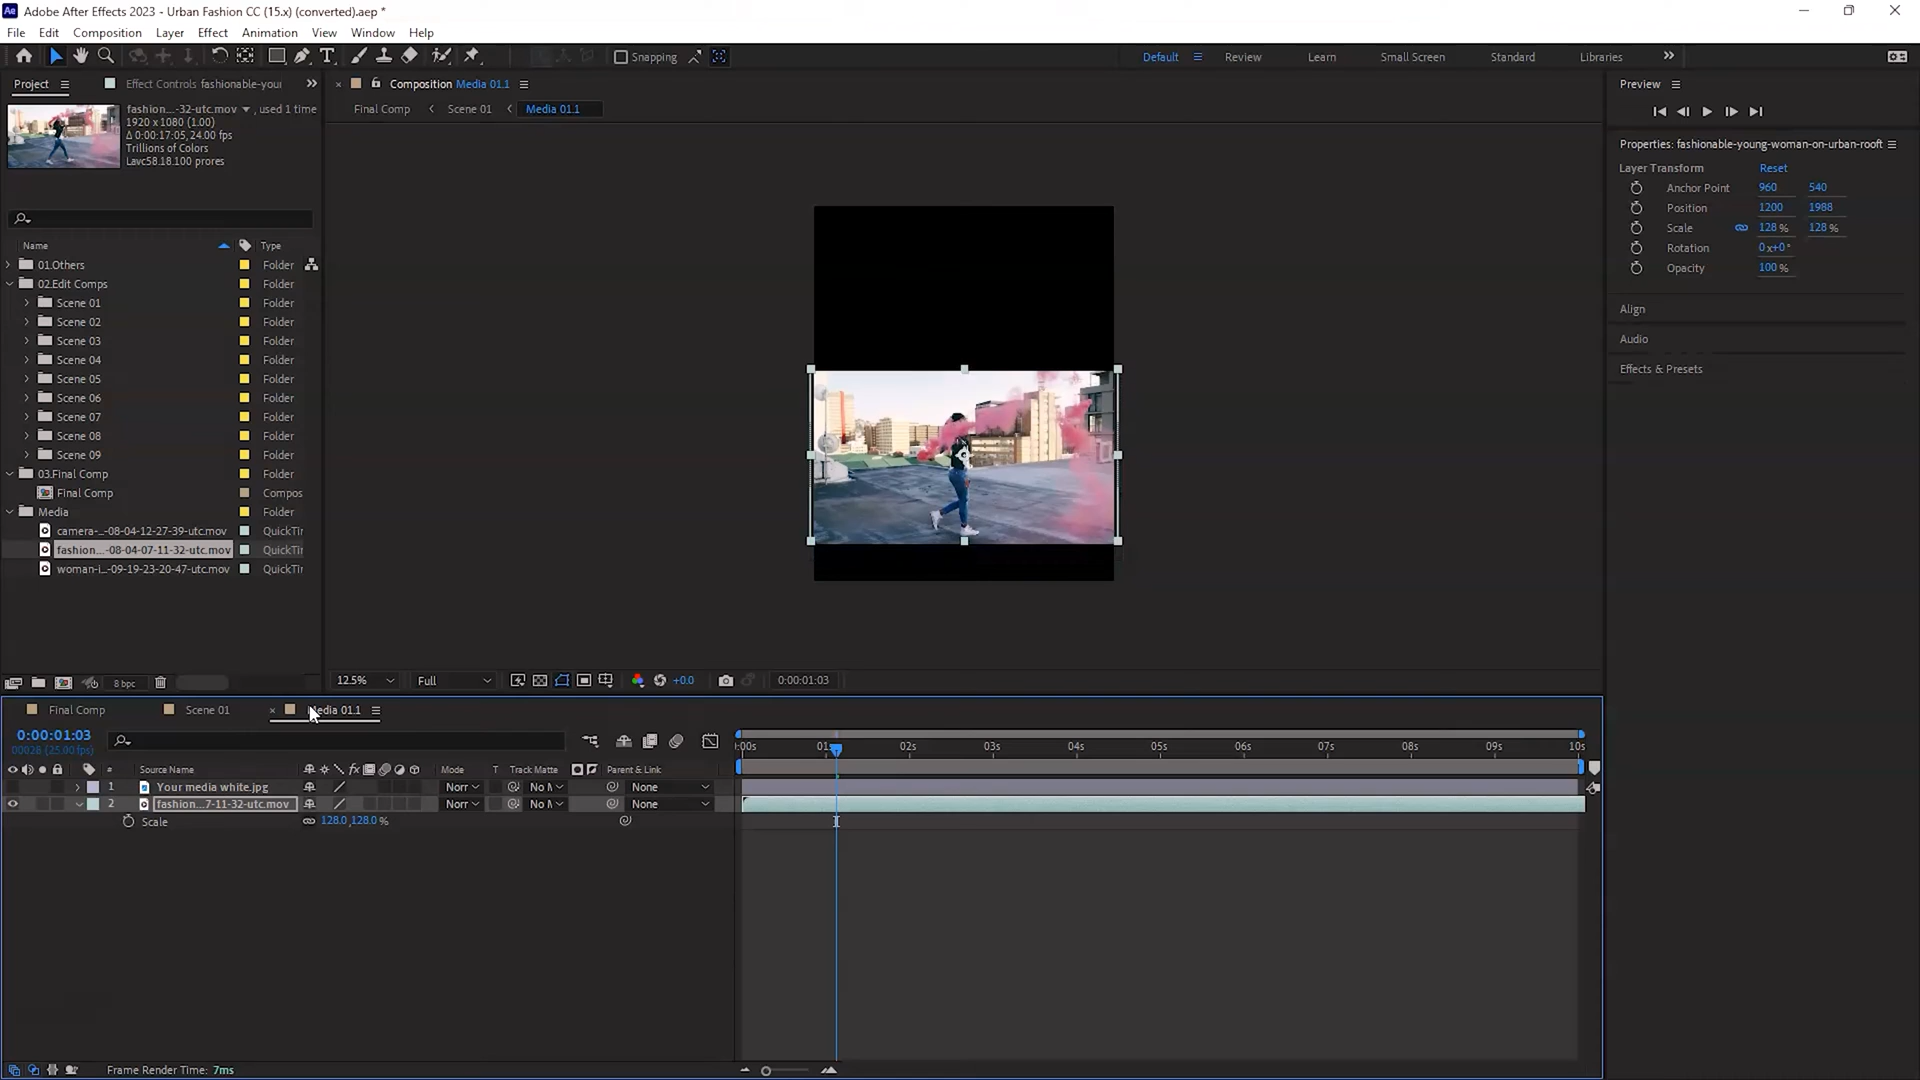 Adobe After Effects 2023 - Urban Fashion CC (15.x) (converted).aep *
File Edit Composition Layer Effect Animation View Window Help
Snapping Default Review Learn Small Screen Standard Libraries
Project Effect Controls fashionable-your
fashion...-32-utc.mov , used 1 time
1920 x 1080 (1.00)
Δ 0:00:17:05, 24.00 fps
Trillions of Colors
Lavc58.18.100 prores
Name Type
01.Others Folder
02.Edit Comps Folder
Scene 01 Folder
Scene 02 Folder
Scene 03 Folder
Scene 04 Folder
Scene 05 Folder
Scene 06 Folder
Scene 07 Folder
Scene 08 Folder
Scene 09 Folder
03.Final Comp Folder
Final Comp Compos
Media Folder
camera-...-08-04-12-27-39-utc.mov QuickTir
fashion...-08-04-07-11-32-utc.mov QuickTir
woman-i...-09-19-23-20-47-utc.mov QuickTir
8 bpc
Composition Media 01.1
Final Comp Scene 01 Media 01.1
12.5% Full +0.0 0:00:01:03
Preview
Properties: fashionable-young-woman-on-urban-rooft
Layer Transform Reset
Anchor Point 960 540
Position 1200 1988
Scale 128 % 128 %
Rotation 0x+0°
Opacity 100 %
Align
Audio
Effects & Presets
Final Comp Scene 01 Media 01.1
0:00:01:03
00028 (25.00 fps)
:00s 01s 02s 03s 04s 05s 06s 07s 08s 09s 10s
# Source Name Mode T Track Matte Parent & Link
1 Your media white.jpg Norr No M None
2 fashion...7-11-32-utc.mov Norr No M None
Scale 128.0,128.0 %
Frame Render Time: 7ms